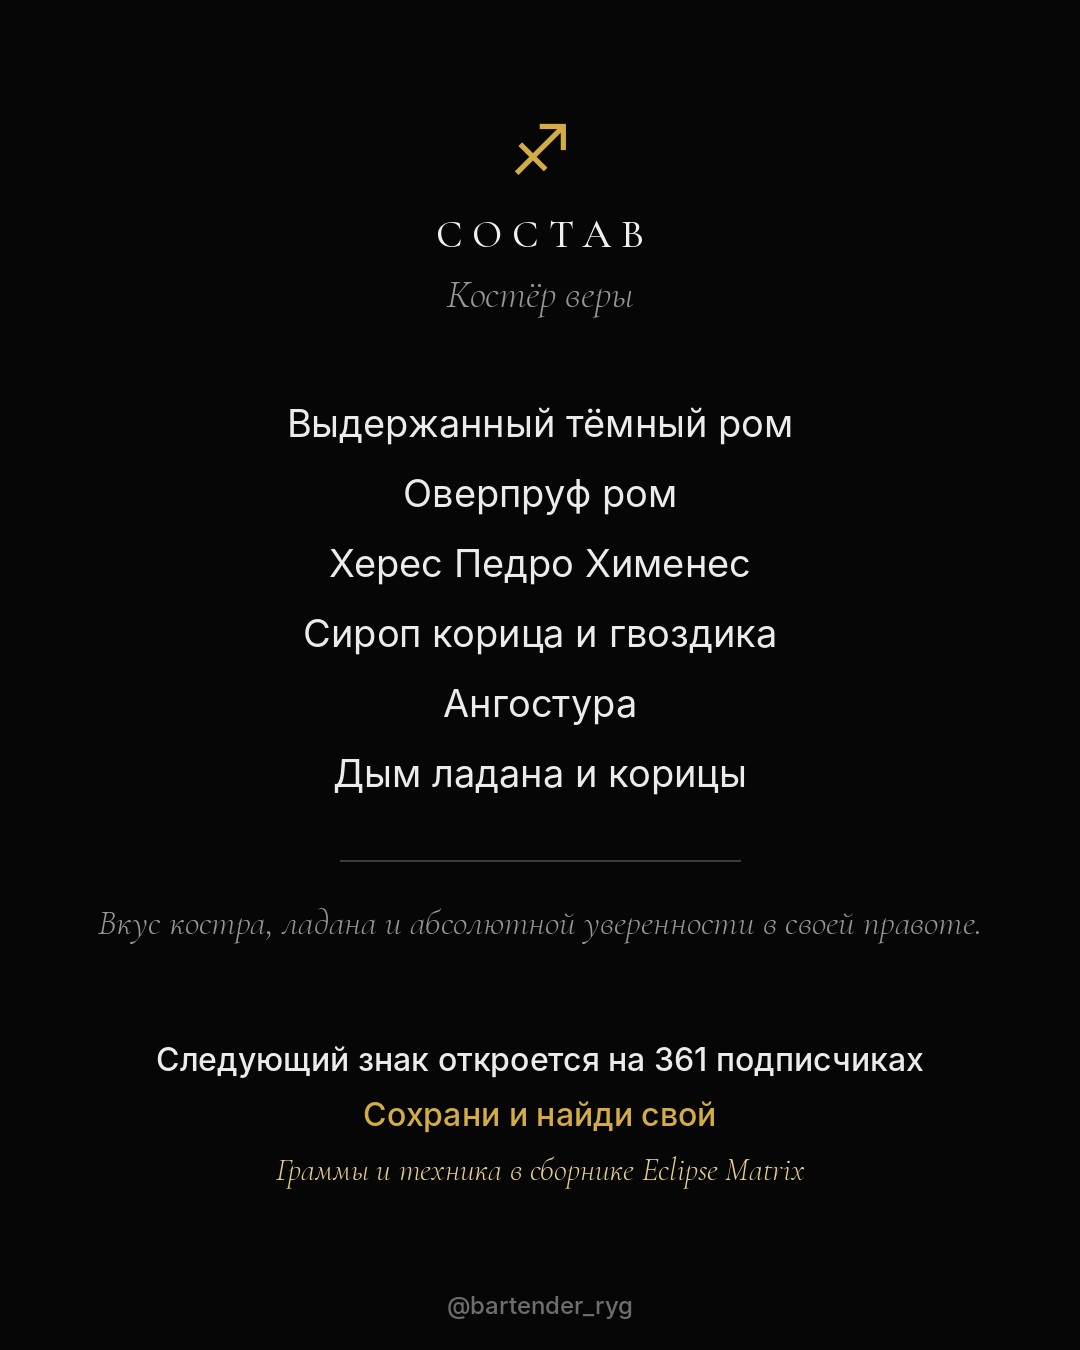 СОСТАВ
Костёр веры
Выдержанный тёмный ром
Оверпруф ром
Херес Педро Хименес
Сироп корица и гвоздика
Ангостура
Дым ладана и корицы
Вкус костра, ладана и абсолютной уверенности в своей правоте.
Следующий знак откроется на 361 подписчиках
Сохрани и найди свой
Граммы и техника в сборнике Eclipse Matrix
@bartender_ryg